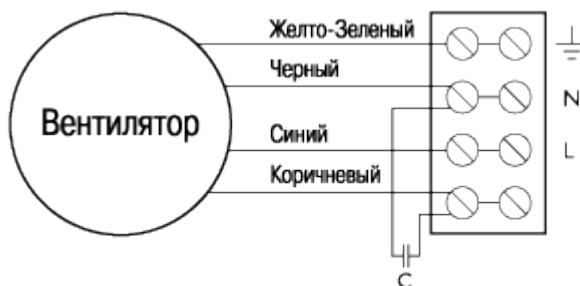 Желто-Зеленый
Черный
N
Вентилятор
Синий
L
Коричневый
C